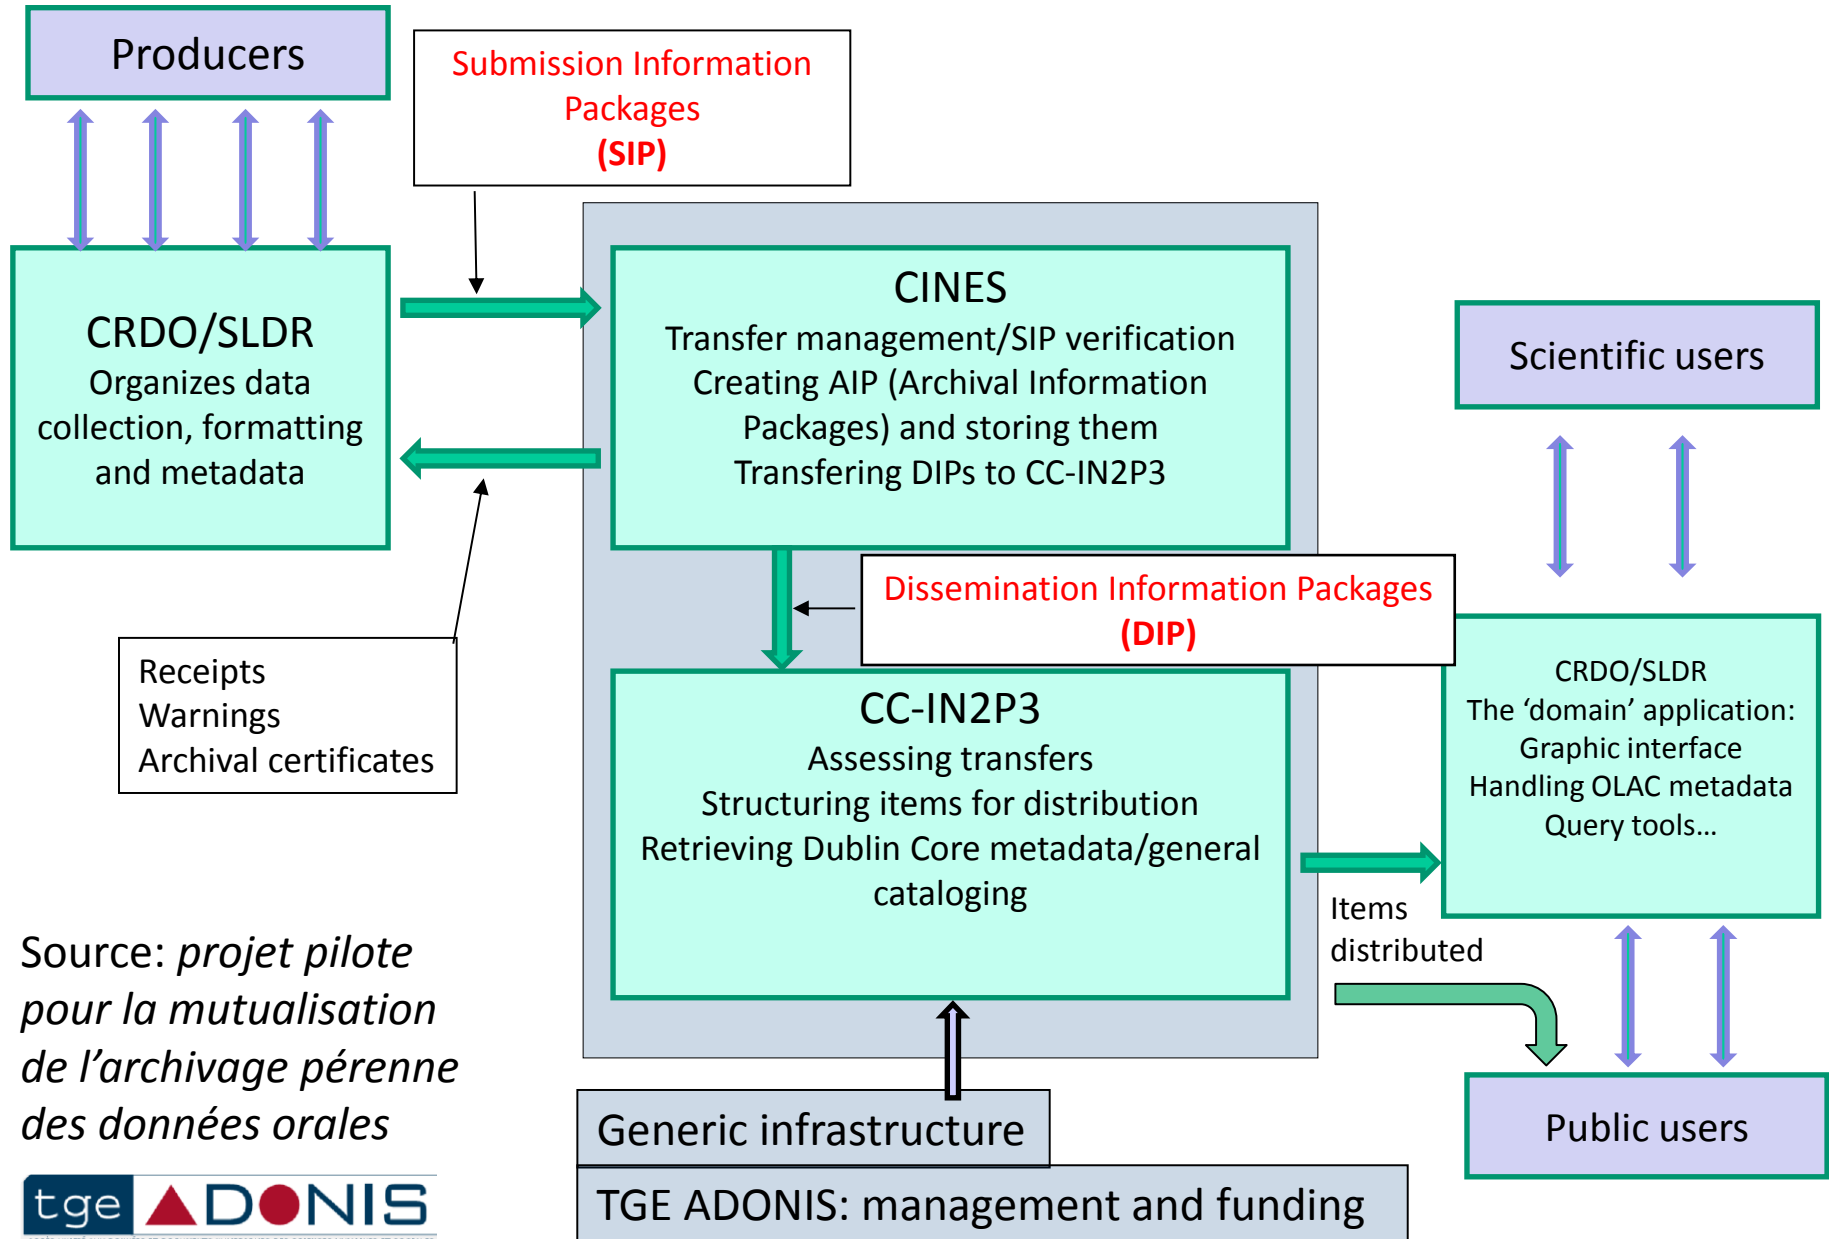 Producers
Submission Information
Packages
(SIP)
CRDO/SLDR
Organizes data
collection, formatting
and metadata
CINES
Transfer management/SIP verification
Creating AIP (Archival Information
Packages) and storing them
Transfering DIPs to CC-IN2P3
Scientific users
Dissemination Information Packages
(DIP)
Receipts
Warnings
Archival certificates
CC-IN2P3
Assessing transfers
Structuring items for distribution
Retrieving Dublin Core metadata/general
cataloging
CRDO/SLDR
The ‘domain’ application:
Graphic interface
Handling OLAC metadata
Query tools…
Items
distributed
Public users
Source: projet pilote
pour la mutualisation
de l’archivage pérenne
des données orales
Generic infrastructure
TGE ADONIS: management and funding
tge ADONIS